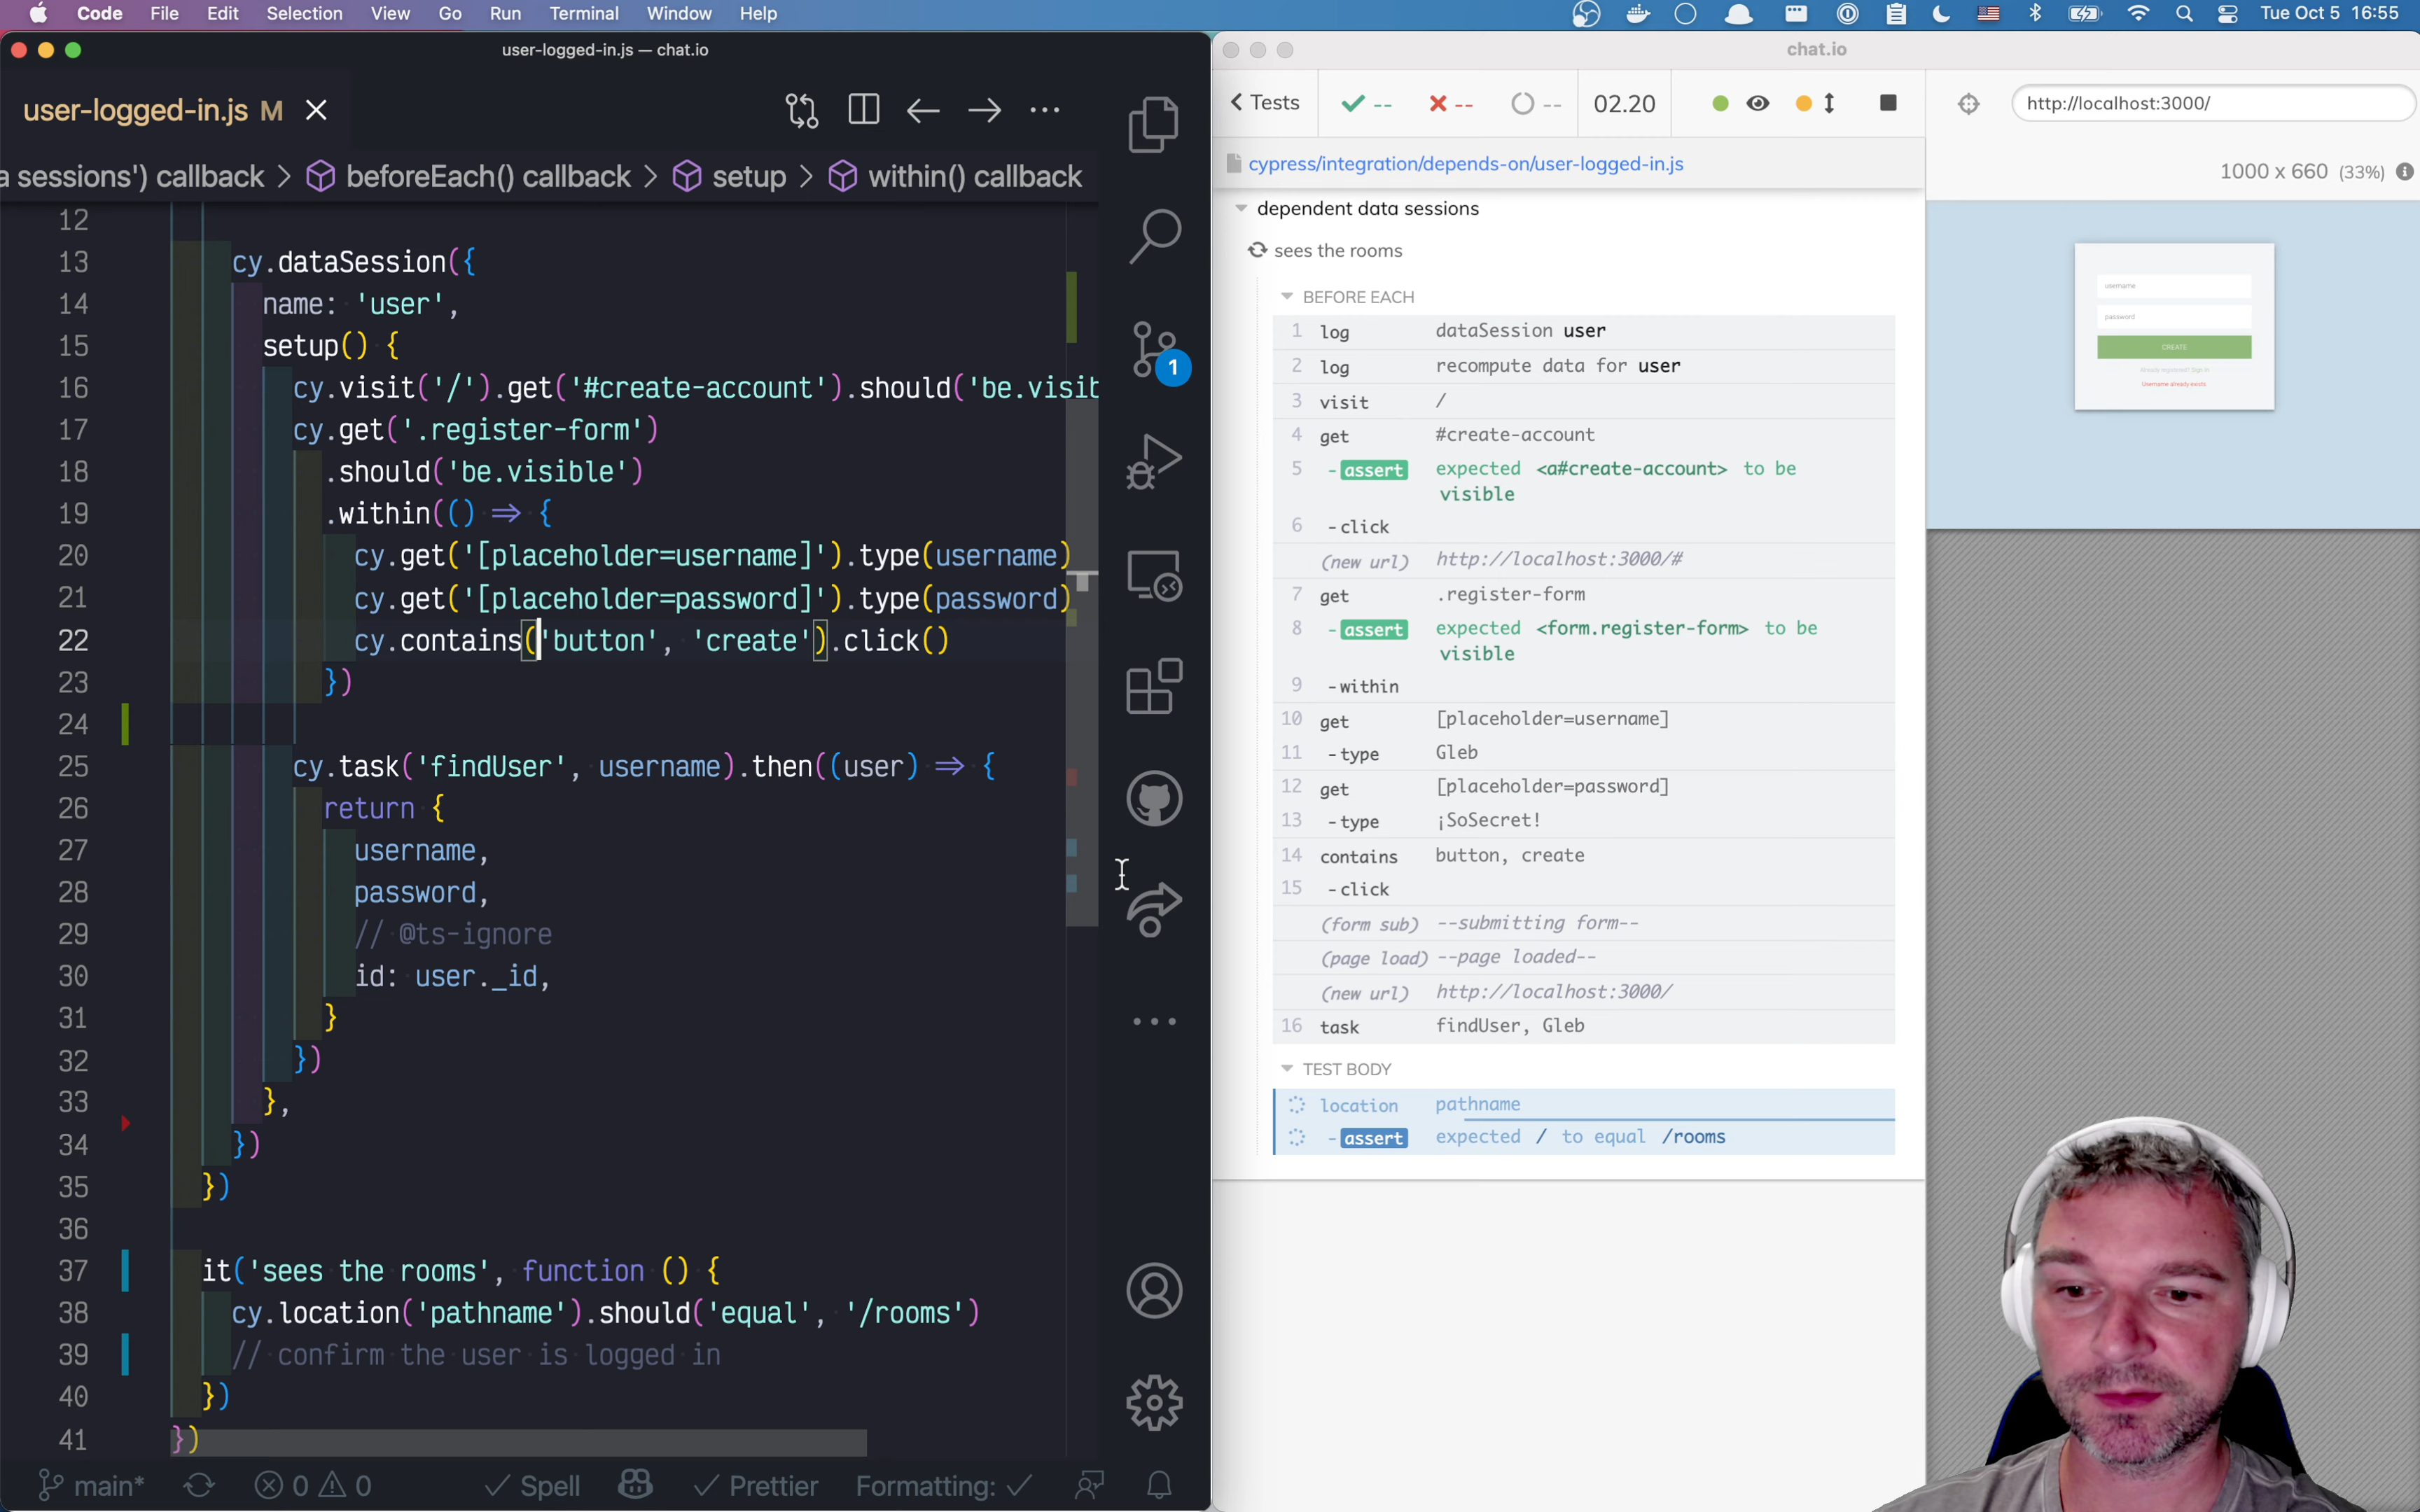 Code File Edit Selection View Go Run Terminal Window Help Tue Oct 5 16:55
user-logged-in.js — chat.io
user-logged-in.js M
a sessions') callback > beforeEach() callback > setup > within() callback
12
13 cy.dataSession({
14 name: 'user',
15 setup() {
16 cy.visit('/').get('#create-account').should('be.visib
17 cy.get('.register-form')
18 .should('be.visible')
19 .within(() => {
20 cy.get('[placeholder=username]').type(username)
21 cy.get('[placeholder=password]').type(password)
22 cy.contains('button', 'create').click()
23 })
24
25 cy.task('findUser', username).then((user) => {
26 return {
27 username,
28 password,
29 // @ts-ignore
30 id: user._id,
31 }
32 })
33 },
34 })
35 })
36
37 it('sees the rooms', function () {
38 cy.location('pathname').should('equal', '/rooms')
39 // confirm the user is logged in
40 })
41 })
1
main* 0 0 Spell Prettier Formatting:
chat.io
Tests -- -- -- 02.20
http://localhost:3000/
1000 x 660 (33%)
cypress/integration/depends-on/user-logged-in.js
dependent data sessions
sees the rooms
BEFORE EACH
1 log dataSession user
2 log recompute data for user
3 visit /
4 get #create-account
5 -assert expected <a#create-account> to be
visible
6 -click
(new url) http://localhost:3000/#
7 get .register-form
8 -assert expected <form.register-form> to be
visible
9 -within
10 get [placeholder=username]
11 -type Gleb
12 get [placeholder=password]
13 -type ¡SoSecret!
14 contains button, create
15 -click
(form sub) --submitting form--
(page load) --page loaded--
(new url) http://localhost:3000/
16 task findUser, Gleb
TEST BODY
location pathname
-assert expected / to equal /rooms
username
password
CREATE
Already registered? Sign In
Username already exists.